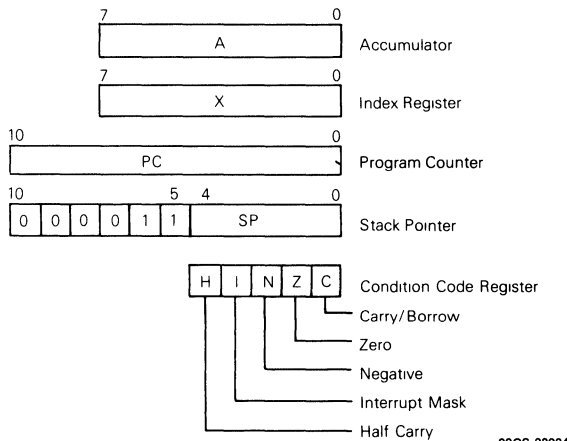 7 0
A Accumulator
7 0
X Index Register
10 0
PC Program Counter
10 5 4 0
0 0 0 0 1 1 SP Stack Pointer
H I N Z C Condition Code Register
Carry/Borrow
Zero
Negative
Interrupt Mask
Half Carry